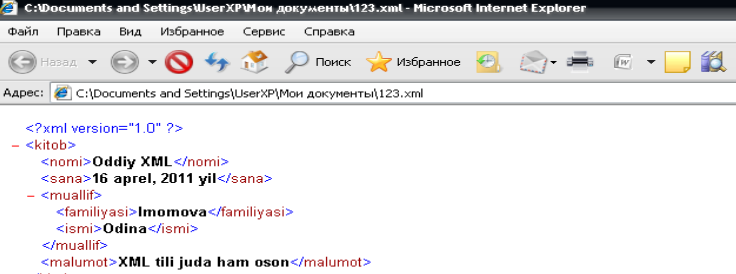 C:\Documents and Settings\UserXP\Мои документы\123.xml - Microsoft Internet Explorer
Файл Правка Вид Избранное Сервис Справка
Назад Поиск Избранное
Адрес: C:\Documents and Settings\UserXP\Мои документы\123.xml
<?xml version="1.0" ?>
- <kitob>
<nomi>Oddiy XML</nomi>
<sana>16 aprel, 2011 yil</sana>
- <muallif>
<familiyasi>Imomova</familiyasi>
<ismi>Odina</ismi>
</muallif>
<malumot>XML tili juda ham oson</malumot>